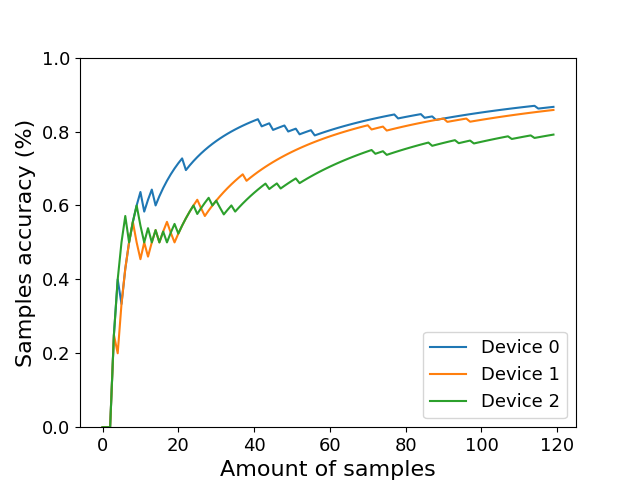 1.0
0.8
0.6
0.4
0.2
0.0
Samples accuracy (%)
0 20 40 60 80 100 120
Amount of samples
Device 0
Device 1
Device 2